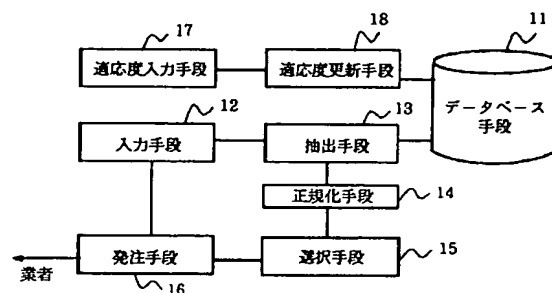 17
18
11
適応度入力手段
適応度更新手段
12
13
データベース
手段
入力手段
抽出手段
正規化手段
14
発注手段
選択手段
15
業者
16